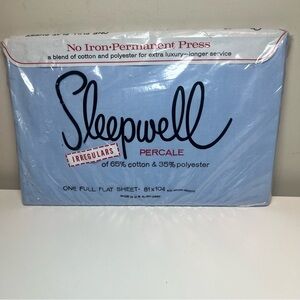 No Iron·Permanent Press
a blend of cotton and polyester for extra luxury-longer service
Sleepwell
IRREGULARS
PERCALE
of 65% cotton & 35% polyester
ONE FULL FLAT SHEET· 81x104